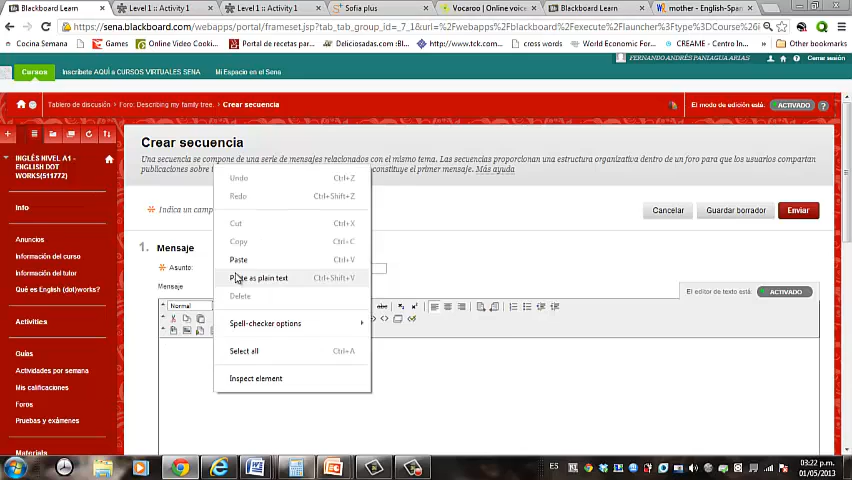 Blackboard Learn
Level 1 :: Activity 1
Level 1 :: Activity 1
Sofia plus
Vocaroo | Online voice
Blackboard Learn
mother - English-Span
https://sena.blackboard.com/webapps/portal/frameset.jsp?tab_tab_group_id=_7_1&url=%2Fwebapps%2Fblackboard%2Fexecute%2Flauncher%3Ftype%3DCourse%
Cocina Semana
Online Video Cooki
Portal de recetas par
Deliciosadas.com: Re
http://www.tck.com
cross words
World Economic For
CREAME - Centro In
Other bookmarks
FERNANDO ANDRÉS PANIAGUA ARIAS
Cursos
Inscríbete AQUÍ a CURSOS VIRTUALES SENA
Mi Espacio en el Sena
Cerrar sesión
Tablero de discusión
Foro: Describing my family tree.
Crear secuencia
El modo de edición está:
ACTIVADO
?
INGLÉS NIVEL A1 -
ENGLISH DOT
WORKS(511772)
Info
Anuncios
Información del curso
Información del tutor
Qué es English (dot)works?
Activities
Guías
Actividades por semana
Mis calificaciones
Foros
Pruebas y exámenes
Materials
Crear secuencia
Una secuencia se compone de una serie de mensajes relacionados con el mismo tema. Las secuencias proporcionan una estructura organizativa dentro de un foro para que los usuarios compartan
publicaciones sobre constituye el primer mensaje. Más ayuda
Indica un camp
Cancelar
Guardar borrador
Enviar
1. Mensaje
Asunto:
Mensaje
El editor de texto está:
ACTIVADO
Normal
abc
Undo Ctrl+Z
Redo Ctrl+Shift+Z
Cut Ctrl+X
Copy Ctrl+C
Paste Ctrl+V
as plain text Ctrl+Shift+V
Delete
Spell-checker options
Select all Ctrl+A
Inspect element
ES
03:22 p.m.
01/05/2013